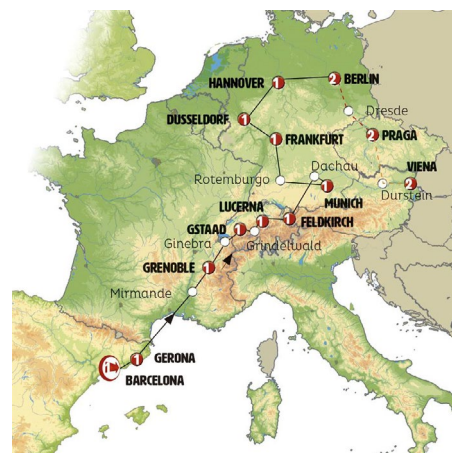 HANNOVER 1
2 BERLIN
Dresde
DUSSELDORF 1
2 PRAGA
1 FRANKFURT
Dachau
VIENA
2
Rotemburgo
1
MUNICH
Durstein
LUCERNA
1
1
FELDKIRCH
GSTAAD 1
Ginebra
Grindelwald
GRENOBLE 1
Mirmande
1 GERONA
BARCELONA